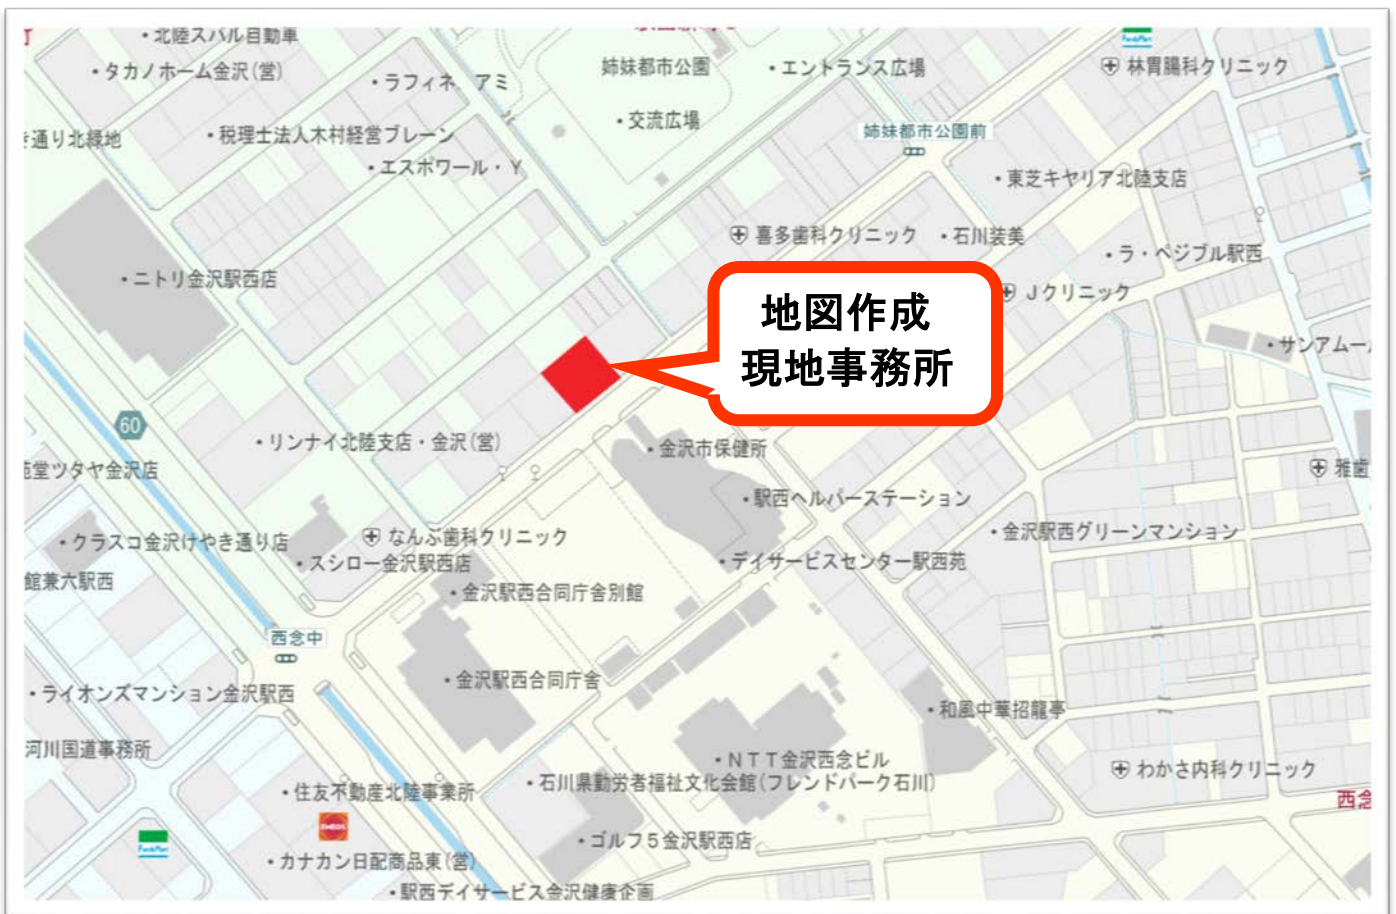 ・北陸スバル自動車
・タカノホーム金沢(営)
・ラフィネ アミ
姉妹都市公園
・エントランス広場
FamilyMart
林胃腸科クリニック
通り北緑地
・税理士法人木村経営ブレーン
・エスポワール・Y
・交流広場
姉妹都市公園前
・東芝キヤリア北陸支店
喜多歯科クリニック
・石川装美
・ラ・ペジブル駅西
・ニトリ金沢駅西店
Jクリニック
地図作成
現地事務所
・サンアムー
60
・リンナイ北陸支店・金沢(営)
・金沢市保健所
堂ツタヤ金沢店
雅歯
・駅西ヘルパーステーション
・クラスコ金沢けやき通り店
なんぶ歯科クリニック
・スシロー金沢駅西店
・金沢駅西グリーンマンション
・デイサービスセンター駅西苑
館兼六駅西
・金沢駅西合同庁舎別館
西念中
・金沢駅西合同庁舎
・ライオンズマンション金沢駅西
・和風中華招龍亭
河川国道事務所
・NTT金沢西念ビル
・石川県勤労者福祉文化会館(フレンドパーク石川)
わかさ内科クリニック
・住友不動産北陸事業所
西念
ENEOS
FamilyMart
・ゴルフ5金沢駅西店
・カナカン日配商品東(営)
・駅西デイサービス金沢健康企画